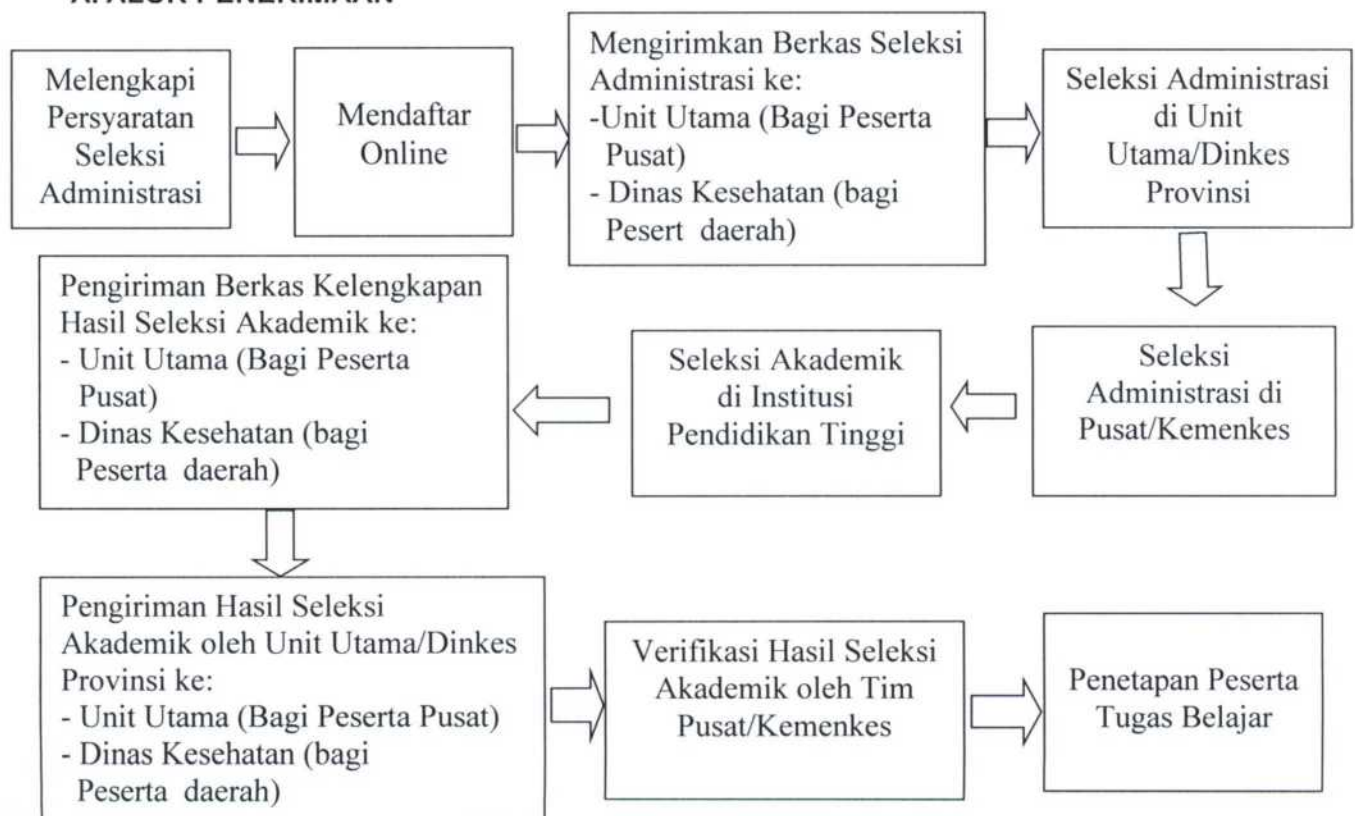 Melengkapi
Persyaratan
Seleksi
Administrasi
Mendaftar
Online
Mengirimkan Berkas Seleksi
Administrasi ke:
-Unit Utama (Bagi Peserta
Pusat)
- Dinas Kesehatan (bagi
Pesert daerah)
Seleksi Administrasi
di Unit
Utama/Dinkes
Provinsi
Seleksi
Administrasi di
Pusat/Kemenkes
Seleksi Akademik
di Institusi
Pendidikan Tinggi
Pengiriman Berkas Kelengkapan
Hasil Seleksi Akademik ke:
- Unit Utama (Bagi Peserta
Pusat)
- Dinas Kesehatan (bagi
Peserta daerah)
Pengiriman Hasil Seleksi
Akademik oleh Unit Utama/Dinkes
Provinsi ke:
- Unit Utama (Bagi Peserta Pusat)
- Dinas Kesehatan (bagi
Peserta daerah)
Verifikasi Hasil Seleksi
Akademik oleh Tim
Pusat/Kemenkes
Penetapan Peserta
Tugas Belajar